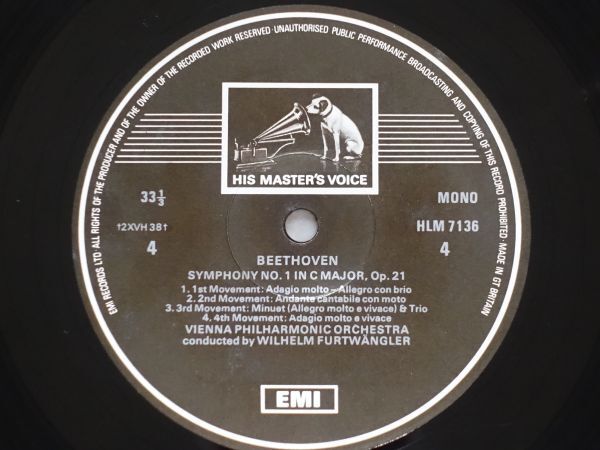 EMI RECORDS LTD ALL RIGHTS OF THE PRODUCER AND OF THE OWNER OF THE RECORDED WORK RESERVED · UNAUTHORISED PUBLIC PERFORMANCE BROADCASTING AND COPYING OF THIS RECORD PROHIBITED · MADE IN GT BRITAIN
HIS MASTER'S VOICE
33 1/3
MONO
†2XVH 38†
HLM 7136
4
4
BEETHOVEN
SYMPHONY NO. 1 IN C MAJOR, Op. 21
1. 1st Movement: Adagio molto – Allegro con brio
2. 2nd Movement: Andante cantabile con moto
3. 3rd Movement: Minuet (Allegro molto e vivace) & Trio
4. 4th Movement: Adagio molto e vivace
VIENNA PHILHARMONIC ORCHESTRA
conducted by WILHELM FURTWÄNGLER
EMI